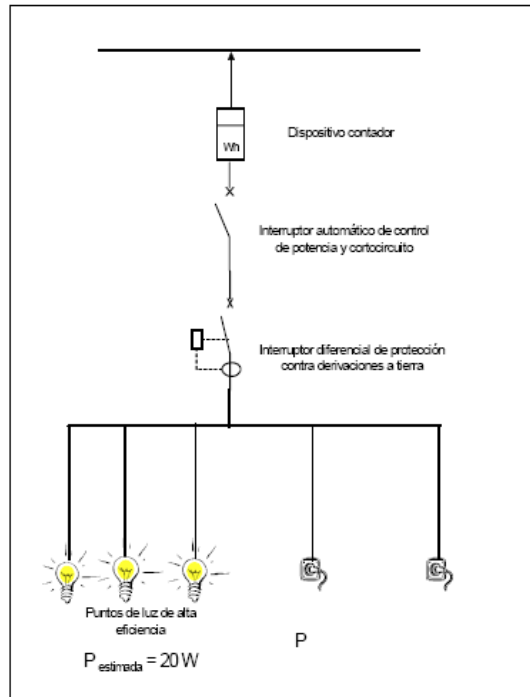 Dispositivo contador
Wh
Interruptor automático de control
de potencia y cortocircuito
Interruptor diferencial de protección
contra derivaciones a tierra
Puntos de luz de alta
eficiencia
P estimada = 20 W
P